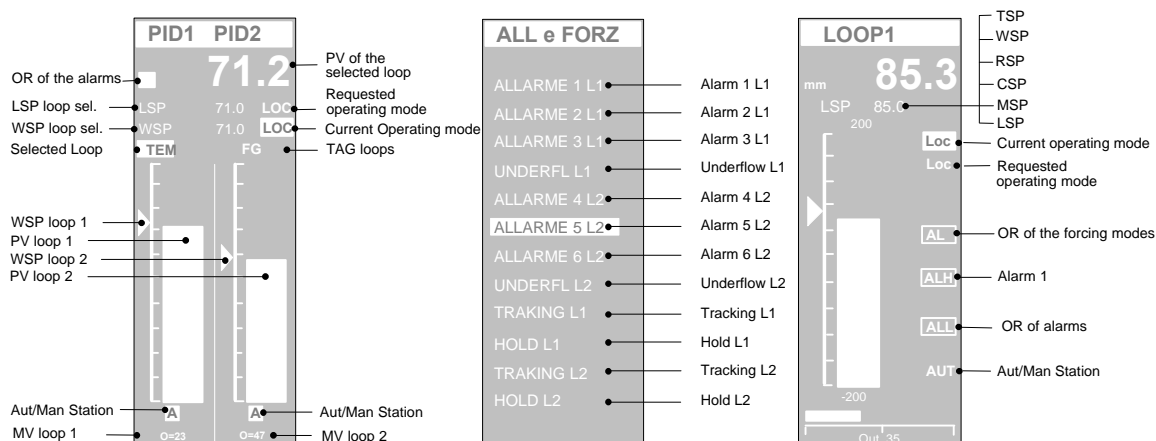 PID1 PID2
71.2
PV of the
selected loop
OR of the alarms
LSP loop sel.
LSP 71.0 LOC
Requested
operating mode
WSP loop sel.
WSP 71.0 LOC
Current Operating mode
Selected Loop
TEM FG
TAG loops
WSP loop 1
PV loop 1
WSP loop 2
PV loop 2
Aut/Man Station
A A
Aut/Man Station
MV loop 1
O=23 O=47
MV loop 2
ALL e FORZ
ALLARME 1 L1 Alarm 1 L1
ALLARME 2 L1 Alarm 2 L1
ALLARME 3 L1 Alarm 3 L1
UNDERFL L1 Underflow L1
ALLARME 4 L2 Alarm 4 L2
ALLARME 5 L2 Alarm 5 L2
ALLARME 6 L2 Alarm 6 L2
UNDERFL L2 Underflow L2
TRAKING L1 Tracking L1
HOLD L1 Hold L1
TRAKING L2 Tracking L2
HOLD L2 Hold L2
LOOP1
mm 85.3
LSP 85.0
200
TSP
WSP
RSP
CSP
MSP
LSP
Loc Current operating mode
Loc Requested
operating mode
AL OR of the forcing modes
ALH Alarm 1
ALL OR of alarms
AUT Aut/Man Station
-200
Out 35